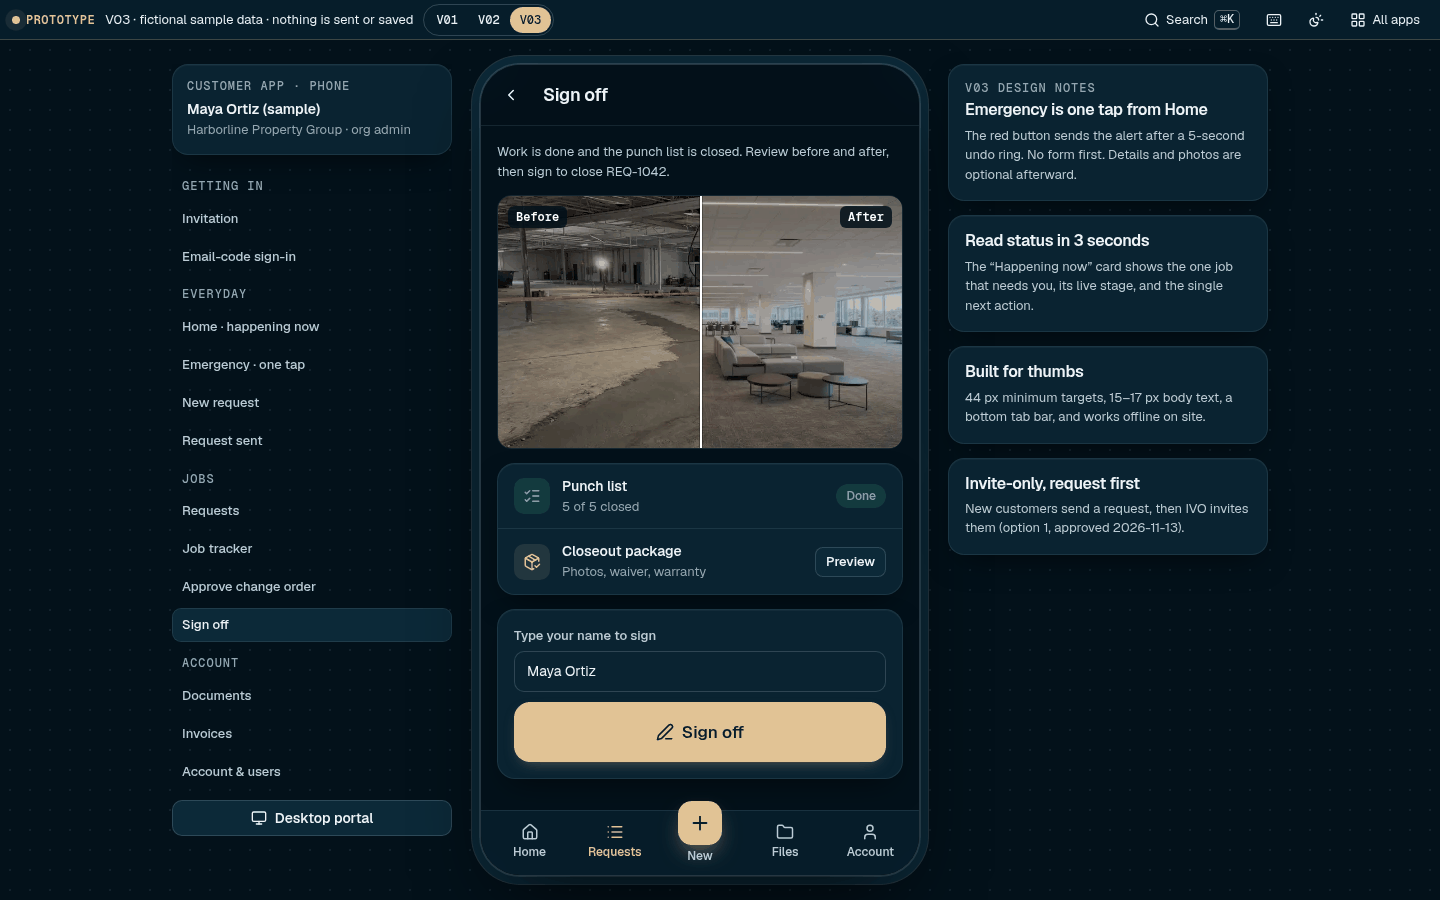 PROTOTYPE V03 · fictional sample data · nothing is sent or saved V01 V02 V03 Search ⌘K All apps
CUSTOMER APP · PHONE
Maya Ortiz (sample)
Harborline Property Group · org admin
GETTING IN
Invitation
Email-code sign-in
EVERYDAY
Home · happening now
Emergency · one tap
New request
Request sent
JOBS
Requests
Job tracker
Approve change order
Sign off
ACCOUNT
Documents
Invoices
Account & users
Desktop portal
Sign off
Work is done and the punch list is closed. Review before and after,
then sign to close REQ-1042.
Before After
Punch list
5 of 5 closed
Done
Closeout package
Photos, waiver, warranty
Preview
Type your name to sign
Maya Ortiz
Sign off
Home Requests New Files Account
V03 DESIGN NOTES
Emergency is one tap from Home
The red button sends the alert after a 5-second
undo ring. No form first. Details and photos are
optional afterward.
Read status in 3 seconds
The “Happening now” card shows the one job
that needs you, its live stage, and the single
next action.
Built for thumbs
44 px minimum targets, 15–17 px body text, a
bottom tab bar, and works offline on site.
Invite-only, request first
New customers send a request, then IVO invites
them (option 1, approved 2026-11-13).